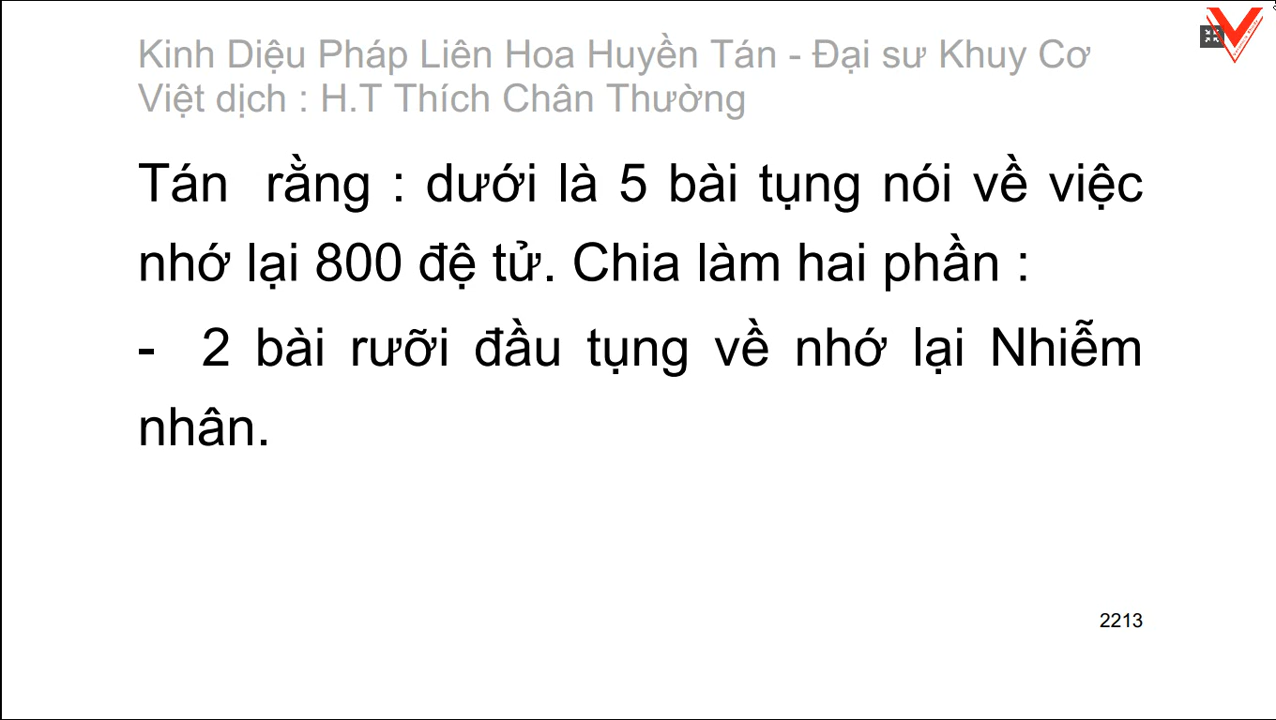 Kinh Diệu Pháp Liên Hoa Huyền Tán - Đại sư Khuy Cơ
Việt dịch : H.T Thích Chân Thường
Tán rằng : dưới là 5 bài tụng nói về việc
nhớ lại 800 đệ tử. Chia làm hai phần :
- 2 bài rưỡi đầu tụng về nhớ lại Nhiễm
nhân.
2213